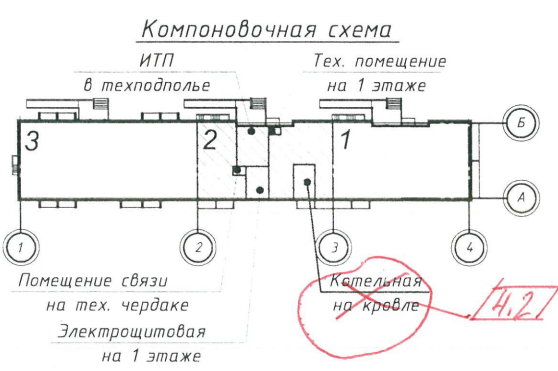 Компоновочная схема
ИТП
в техподполье
Тех. помещение
на 1 этаже
3
2
1
Б
А
1
2
3
4
Помещение связи
на тех. чердаке
Электрощитовая
на 1 этаже
Котельная
на кровле
4.2